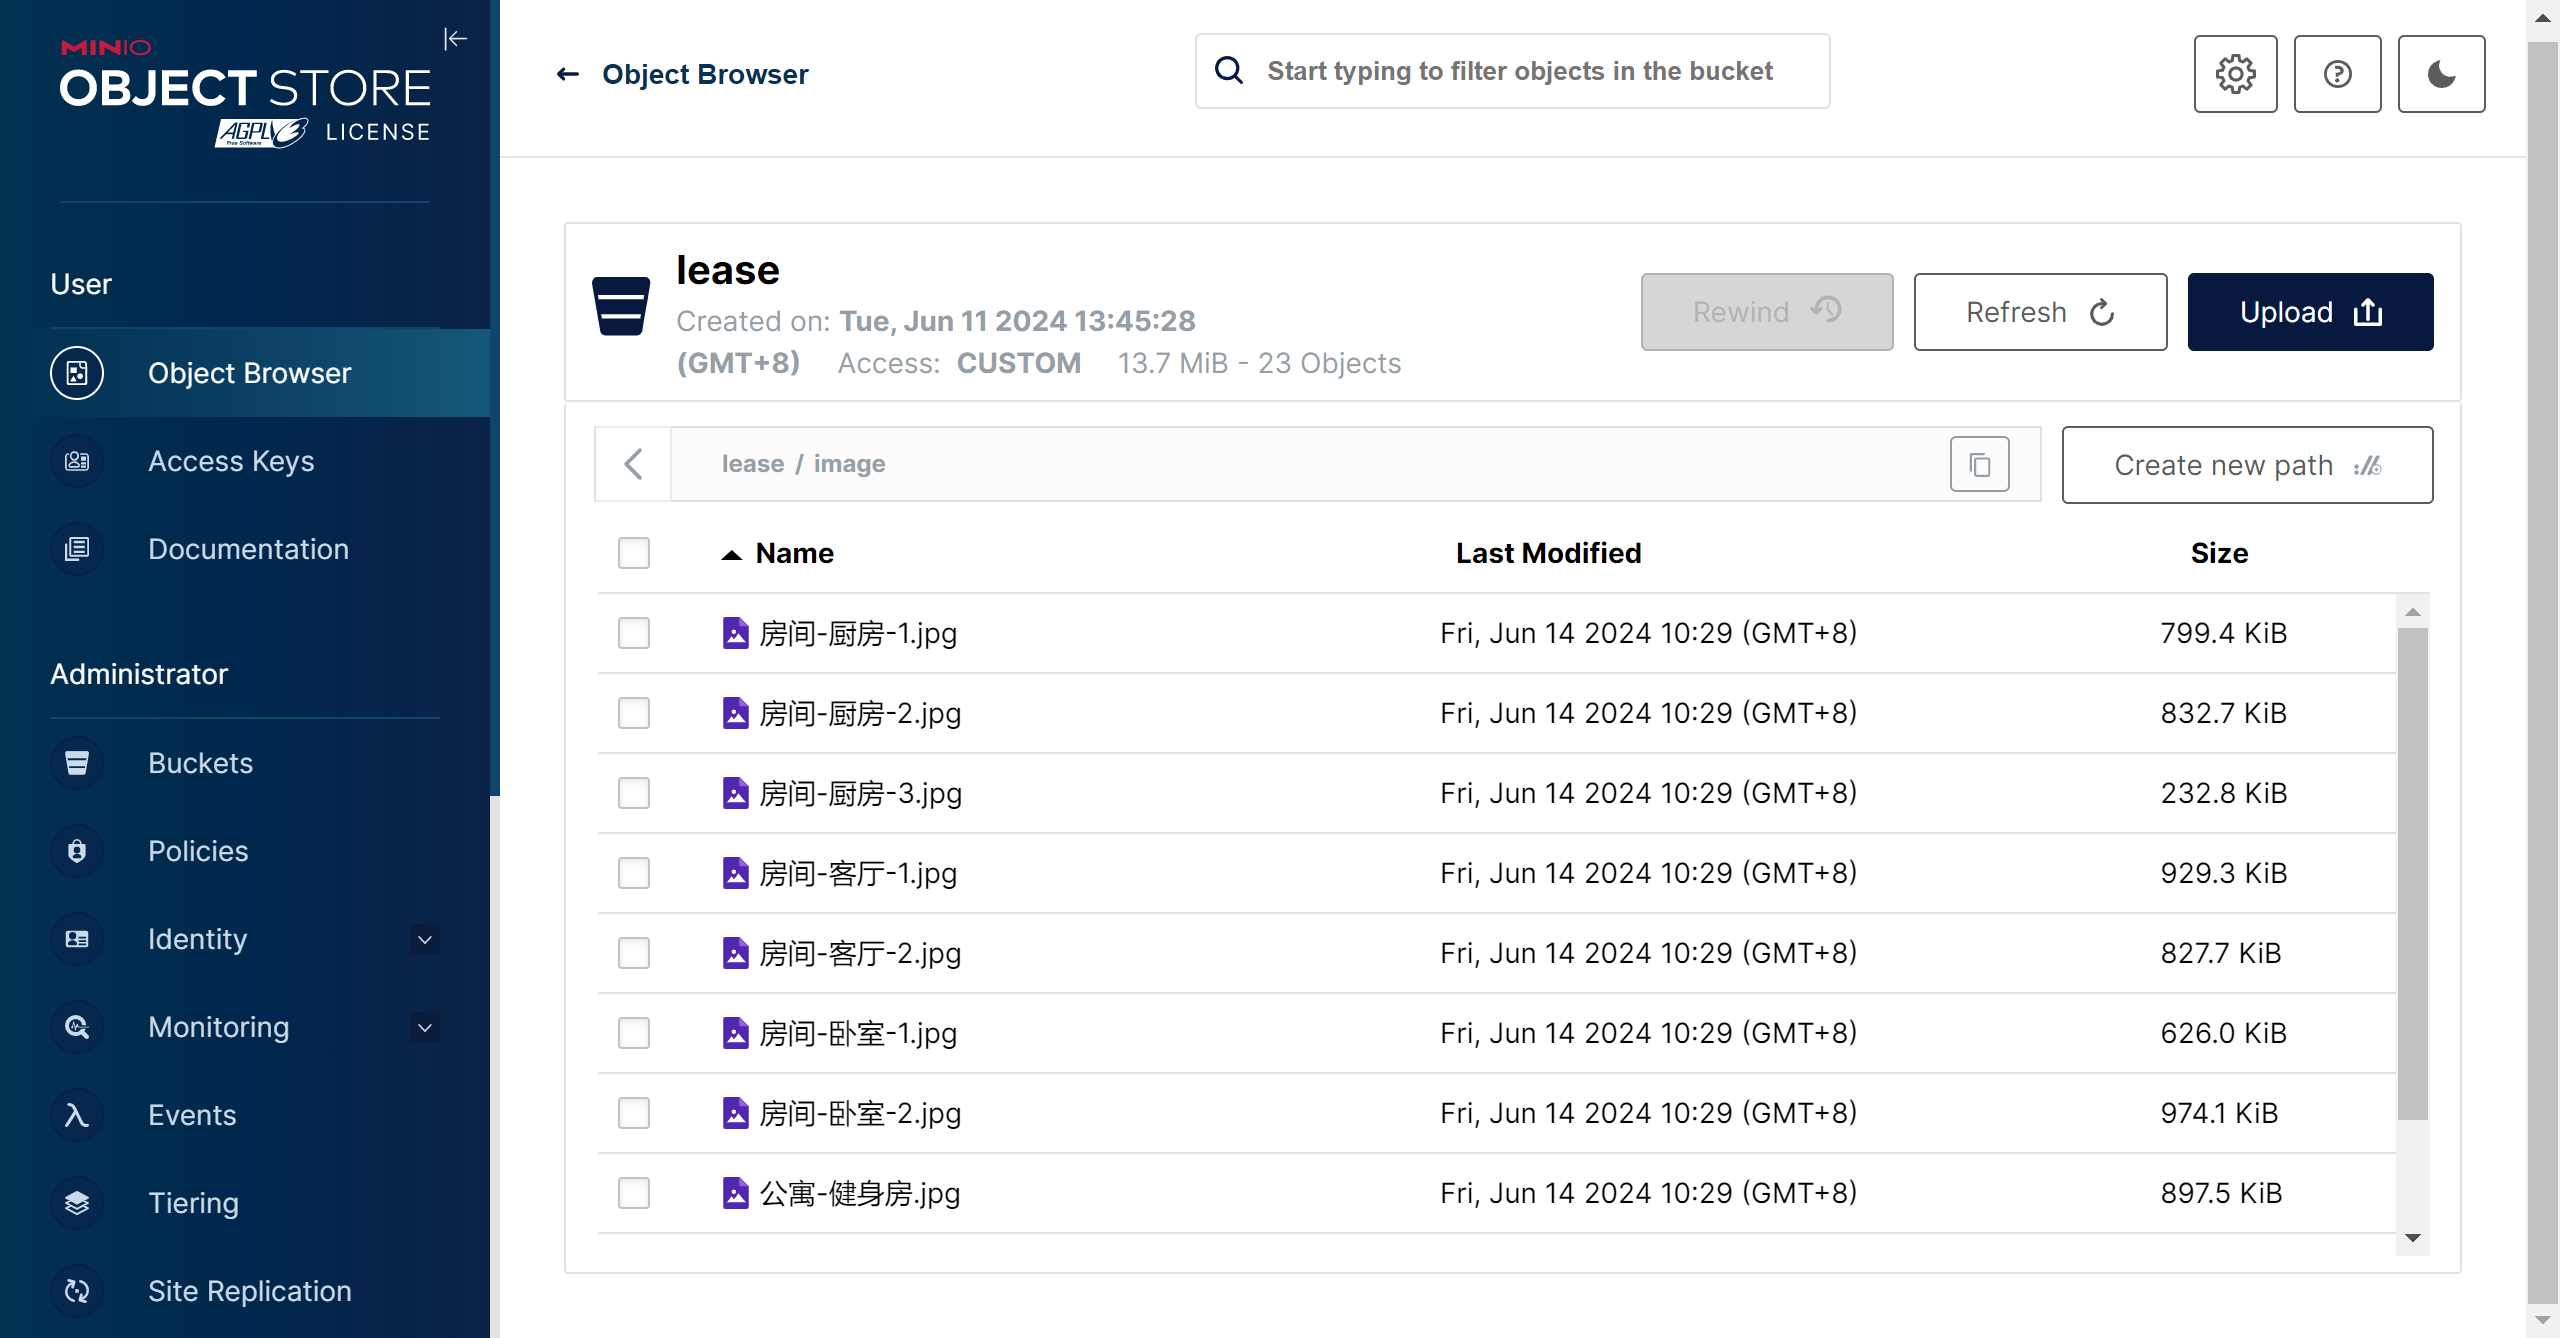 MINIO
OBJECT STORE
AGPLv3 Free Software LICENSE
User
Object Browser
Access Keys
Documentation
Administrator
Buckets
Policies
Identity
Monitoring
Events
Tiering
Site Replication
Object Browser
Start typing to filter objects in the bucket
lease
Created on: Tue, Jun 11 2024 13:45:28
(GMT+8) Access: CUSTOM 13.7 MiB - 23 Objects
Rewind
Refresh
Upload
lease / image
Create new path
Name Last Modified Size
房间-厨房-1.jpg Fri, Jun 14 2024 10:29 (GMT+8) 799.4 KiB
房间-厨房-2.jpg Fri, Jun 14 2024 10:29 (GMT+8) 832.7 KiB
房间-厨房-3.jpg Fri, Jun 14 2024 10:29 (GMT+8) 232.8 KiB
房间-客厅-1.jpg Fri, Jun 14 2024 10:29 (GMT+8) 929.3 KiB
房间-客厅-2.jpg Fri, Jun 14 2024 10:29 (GMT+8) 827.7 KiB
房间-卧室-1.jpg Fri, Jun 14 2024 10:29 (GMT+8) 626.0 KiB
房间-卧室-2.jpg Fri, Jun 14 2024 10:29 (GMT+8) 974.1 KiB
公寓-健身房.jpg Fri, Jun 14 2024 10:29 (GMT+8) 897.5 KiB